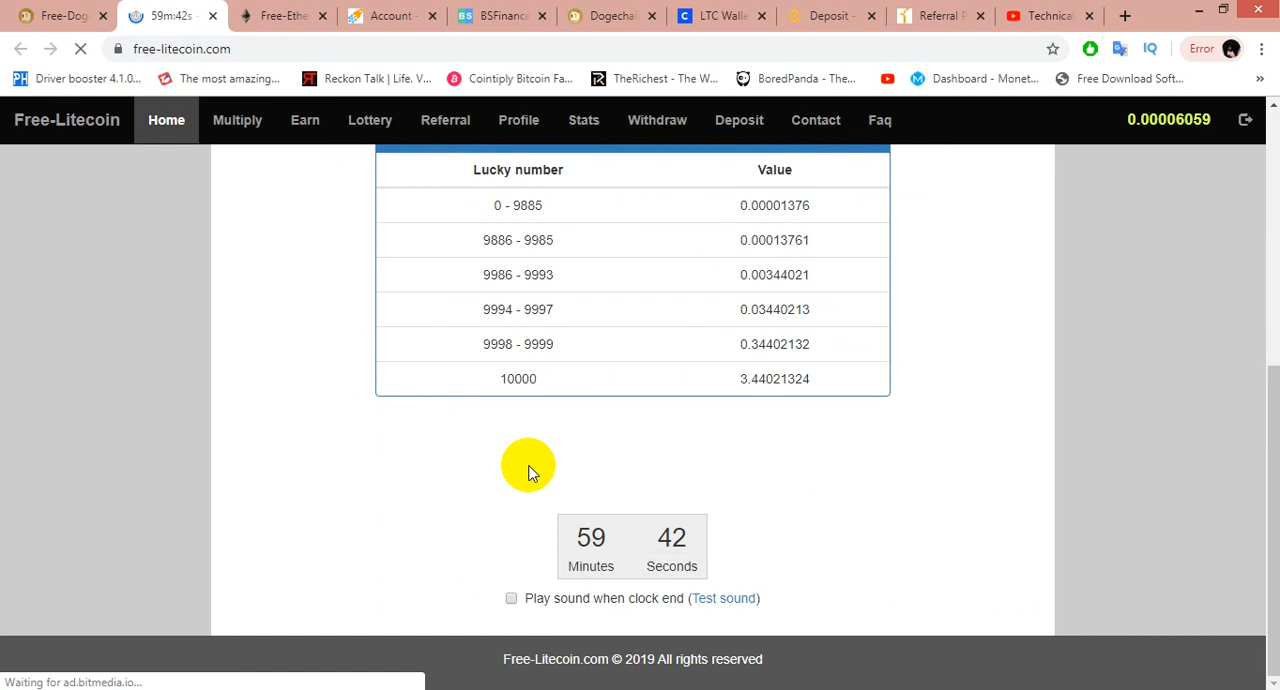 Free-Dog 59m:42s - Free-Ethe Account - BSFinanc Dogechai LTC Walle Deposit - Referral P Technical
free-litecoin.com Error
Driver booster 4.1.0... The most amazing... Reckon Talk | Life. V... Cointiply Bitcoin Fa... TheRichest - The W... BoredPanda - The... Dashboard - Monet... Free Download Soft... »
Free-Litecoin Home Multiply Earn Lottery Referral Profile Stats Withdraw Deposit Contact Faq 0.00006059
Lucky number Value
0 - 9885 0.00001376
9886 - 9985 0.00013761
9986 - 9993 0.00344021
9994 - 9997 0.03440213
9998 - 9999 0.34402132
10000 3.44021324
59 42
Minutes Seconds
Play sound when clock end (Test sound)
Free-Litecoin.com © 2019 All rights reserved
Waiting for ad.bitmedia.io...